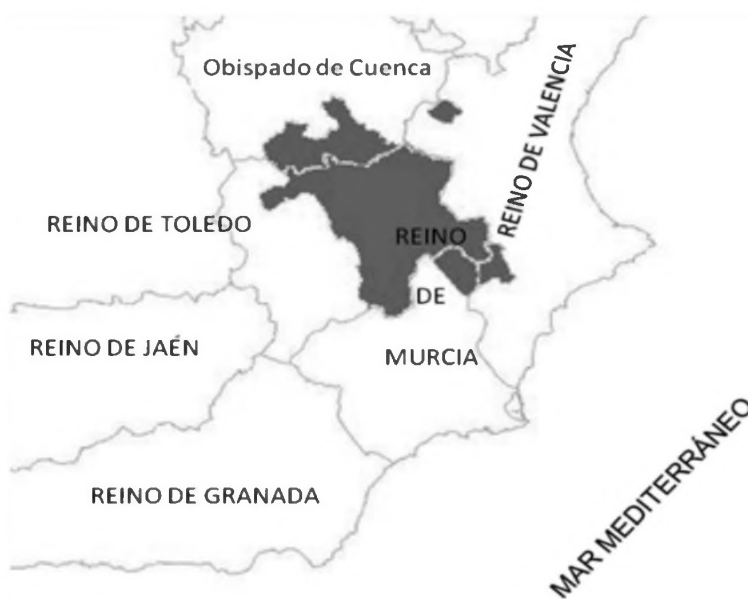 Obispado de Cuenca
REINO DE VALENCIA
REINO DE TOLEDO
REINO
DE
MURCIA
REINO DE JAÉN
REINO DE GRANADA
MAR MEDITERRÁNEO